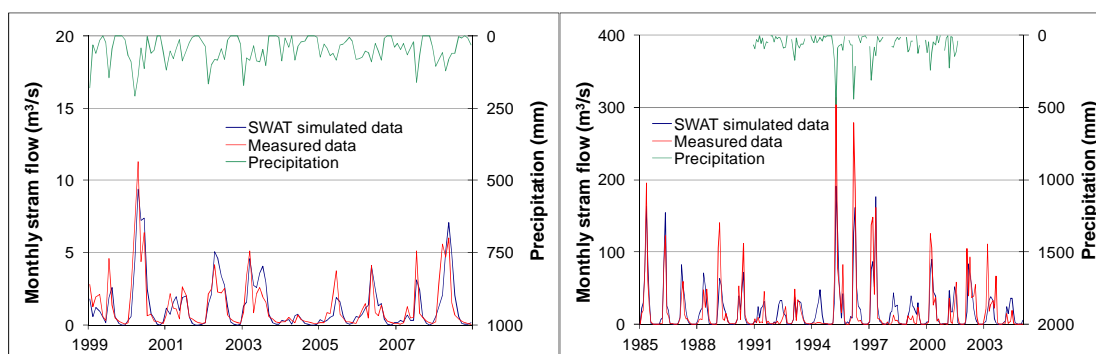 Monthly stram flow (m³/s)
20
15
10
5
0
SWAT simulated data
Measured data
Precipitation
0
250
500
750
1000
Precipitation (mm)
1999 2001 2003 2005 2007
Monthly stram flow (m³/s)
400
300
200
100
0
SWAT simulated data
Measured data
Precipitation
0
500
1000
1500
2000
Precipitation (mm)
1985 1988 1991 1994 1997 2000 2003